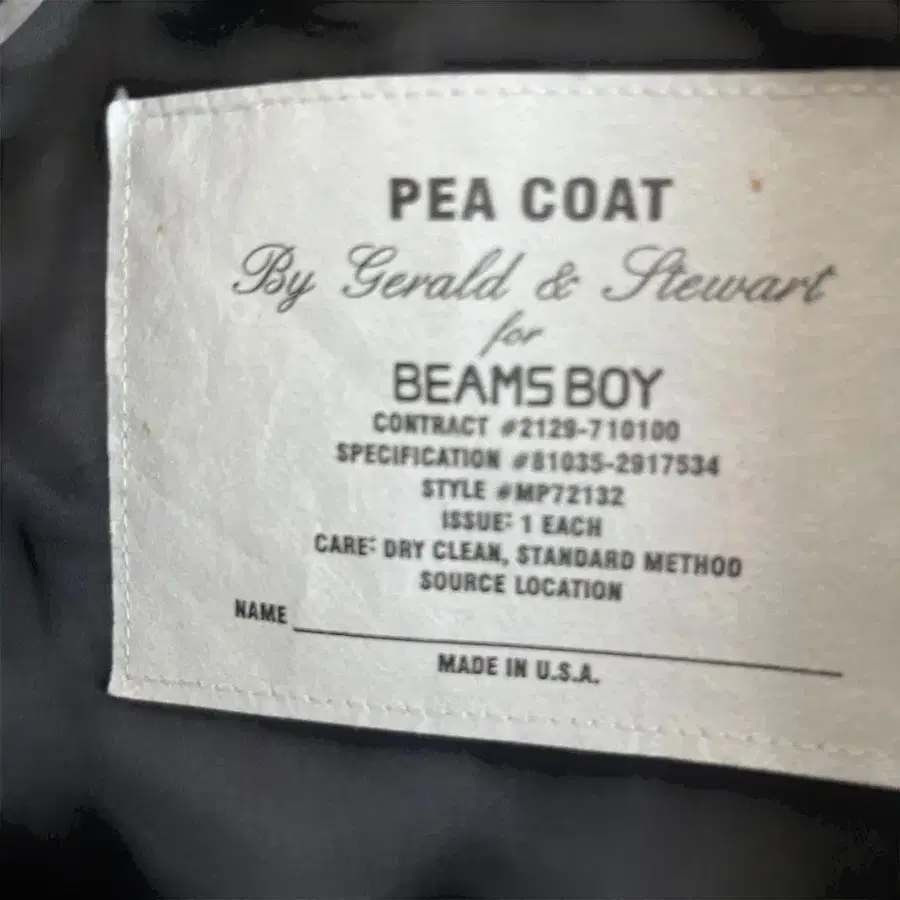 PEA COAT
By Gerald & Stewart
for
BEAMS BOY
CONTRACT #2129-710100
SPECIFICATION #81035-2917534
STYLE #MP72132
ISSUE: 1 EACH
CARE: DRY CLEAN, STANDARD METHOD
SOURCE LOCATION
NAME
MADE IN U.S.A.